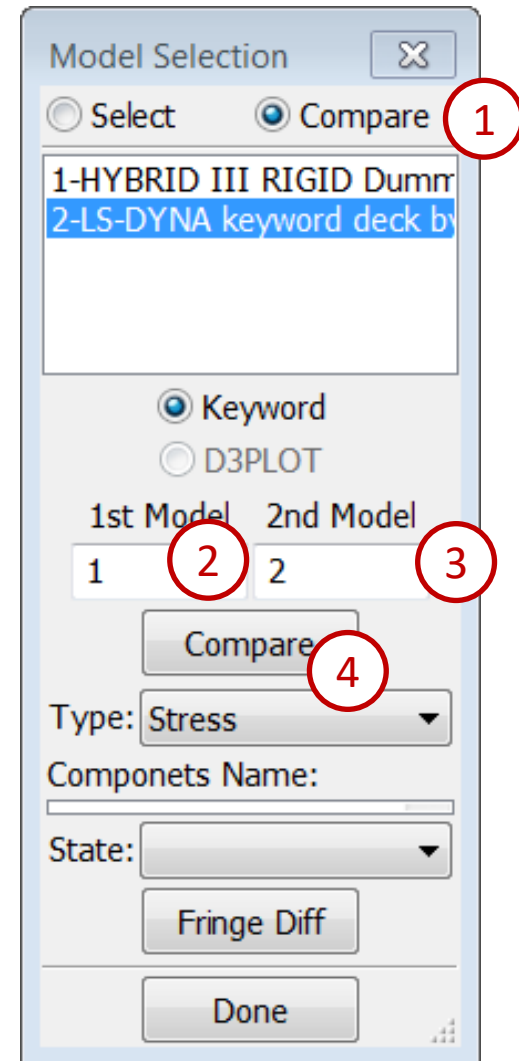 Model Selection
Select Compare 1
1-HYBRID III RIGID Dumm
2-LS-DYNA keyword deck by
Keyword
D3PLOT
1st Model 2nd Model
1 2 2 3
Compare 4
Type: Stress
Componets Name:
State:
Fringe Diff
Done